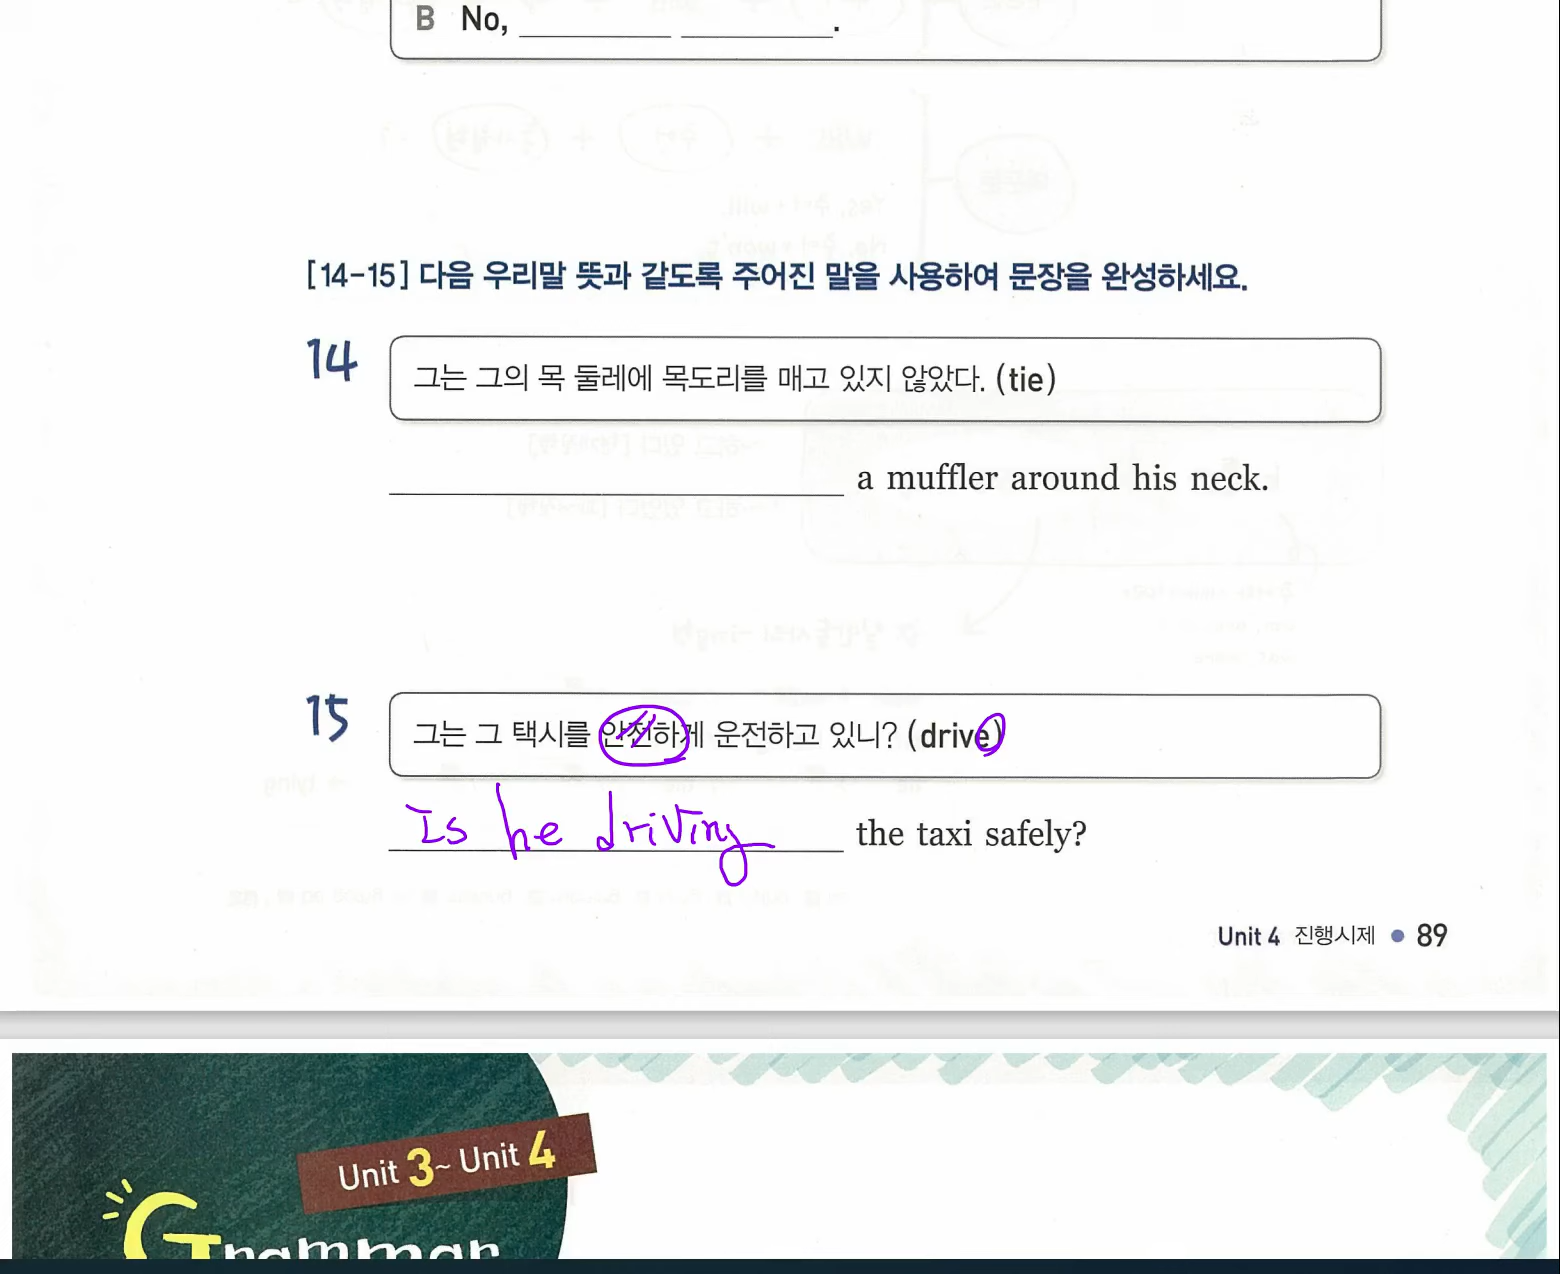 B No, ______ ______.
[14-15] 다음 우리말 뜻과 같도록 주어진 말을 사용하여 문장을 완성하세요.
14
그는 그의 목 둘레에 목도리를 매고 있지 않았다. (tie)
______ a muffler around his neck.
15
그는 그 택시를 안전하게 운전하고 있니? (drive)
Is he driving the taxi safely?
Unit 4 진행시제 • 89
Unit 3~ Unit 4
Grammar